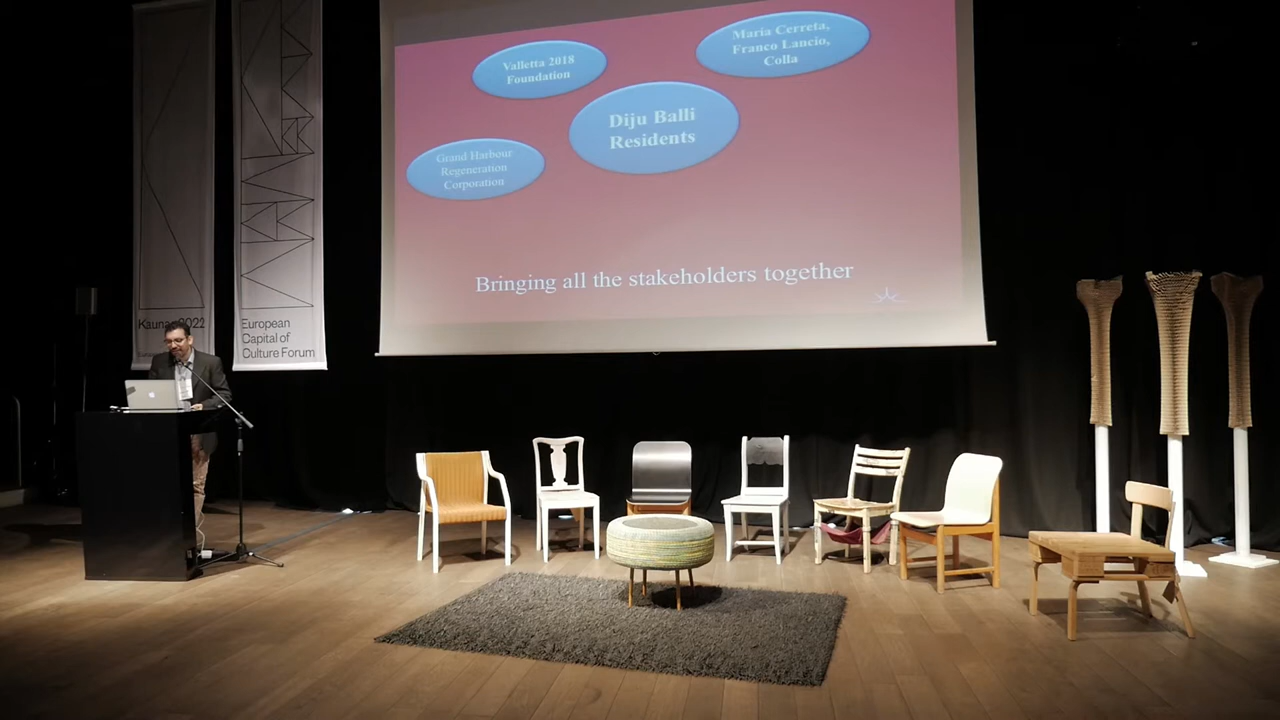 Valletta 2018
Foundation
Maria Cerreta,
Franco Lancio,
Colla
Diju Balli
Residents
Grand Harbour
Regeneration
Corporation
Bringing all the stakeholders together
Kaunas 2022
European
Capital of
Culture Forum